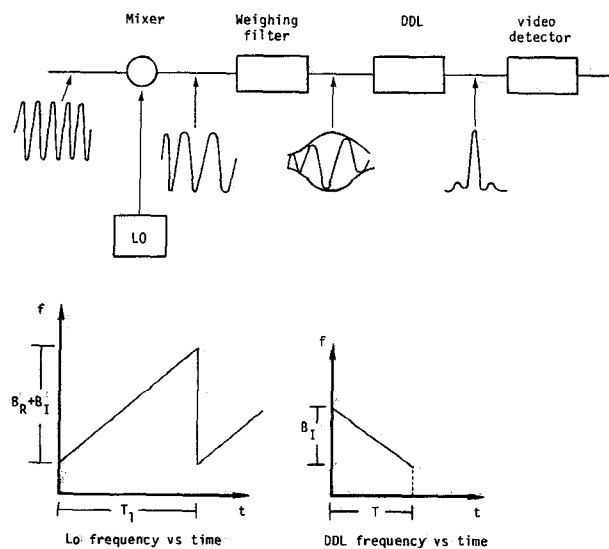 Mixer
Weighing
filter
DDL
video
detector
LO
f
B_R+B_I
T_1
t
Lo frequency vs time
f
B_I
T
t
DDL frequency vs time